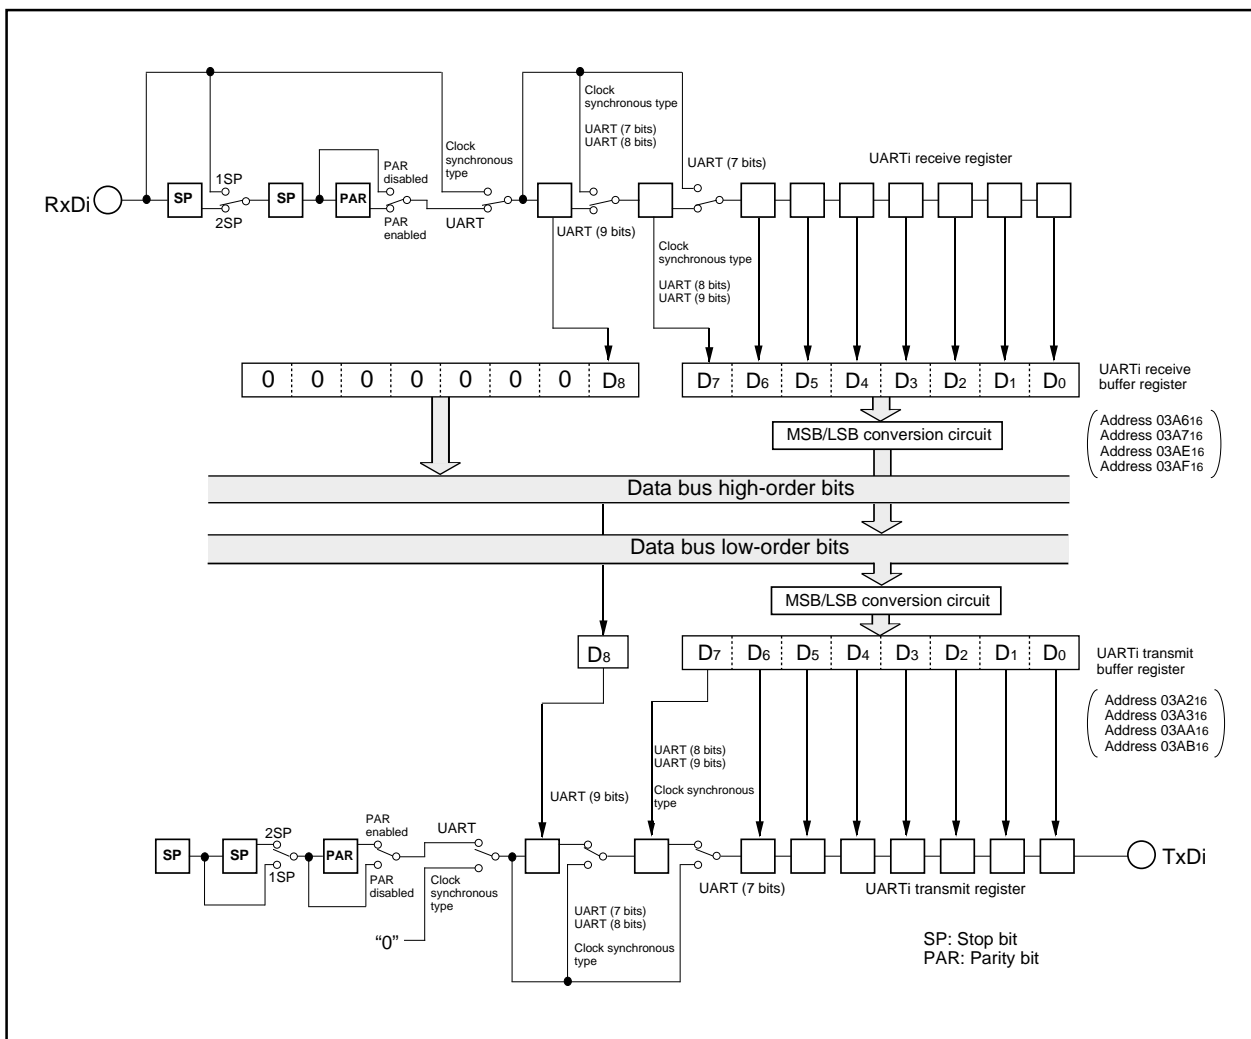 Clock
synchronous type
UART (7 bits)
UART (8 bits)
Clock
synchronous
type
PAR
disabled
UART (7 bits)
UARTi receive register
1SP
RxDi
SP
SP
PAR
2SP
PAR
enabled
UART
UART (9 bits)
Clock
synchronous type
UART (8 bits)
UART (9 bits)
0 0 0 0 0 0 0 D8
D7 D6 D5 D4 D3 D2 D1 D0
UARTi receive
buffer register
MSB/LSB conversion circuit
Address 03A616
Address 03A716
Address 03AE16
Address 03AF16
Data bus high-order bits
Data bus low-order bits
MSB/LSB conversion circuit
D8
D7 D6 D5 D4 D3 D2 D1 D0
UARTi transmit
buffer register
Address 03A216
Address 03A316
Address 03AA16
Address 03AB16
UART (8 bits)
UART (9 bits)
Clock synchronous
type
UART (9 bits)
PAR
enabled
UART
2SP
SP
SP
PAR
1SP
TxDi
PAR
disabled
Clock
synchronous
type
UART (7 bits)
UARTi transmit register
UART (7 bits)
UART (8 bits)
Clock synchronous
type
“0”
SP: Stop bit
PAR: Parity bit